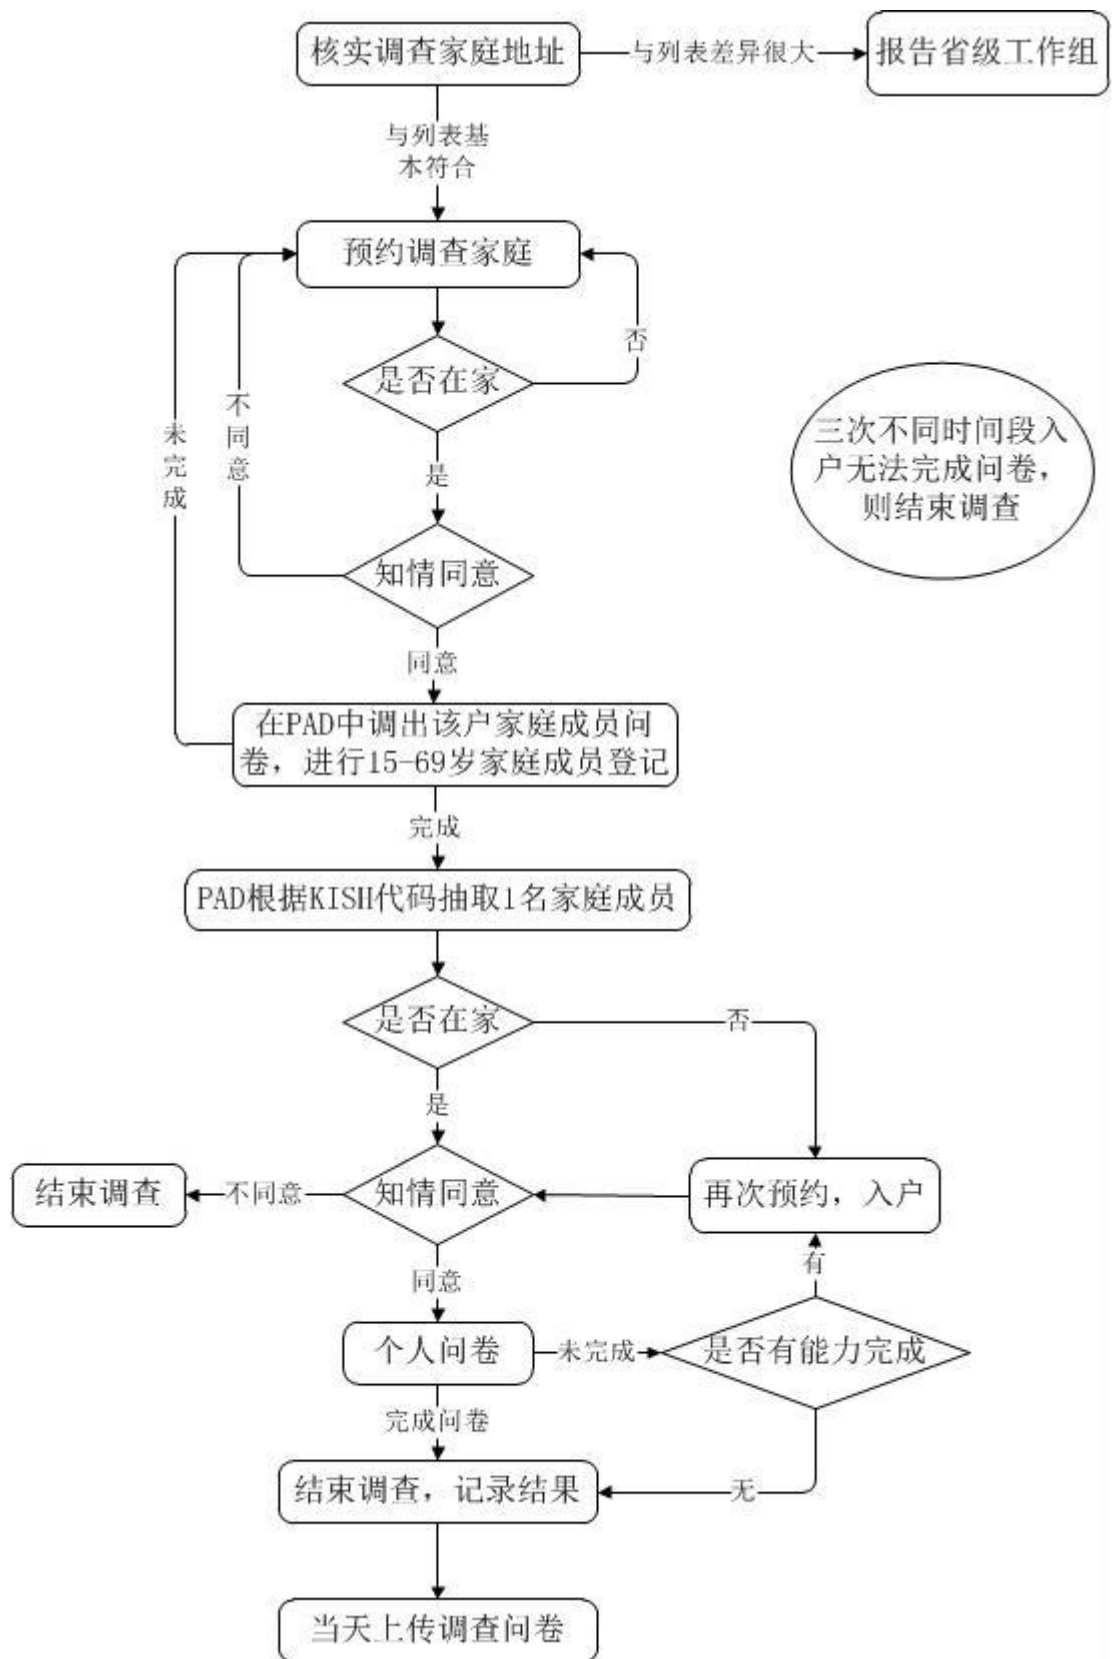 核实调查家庭地址
与列表差异很大
报告省级工作组
与列表基
本符合
预约调查家庭
否
是否在家
不同意
未完成
三次不同时间段入
户无法完成问卷，
则结束调查
是
知情同意
同意
在PAD中调出该户家庭成员问
卷，进行15-69岁家庭成员登记
完成
PAD根据KISH代码抽取1名家庭成员
是否在家
否
是
结束调查
不同意
知情同意
再次预约，入户
同意
有
个人问卷
未完成
是否有能力完成
完成问卷
结束调查，记录结果
无
当天上传调查问卷